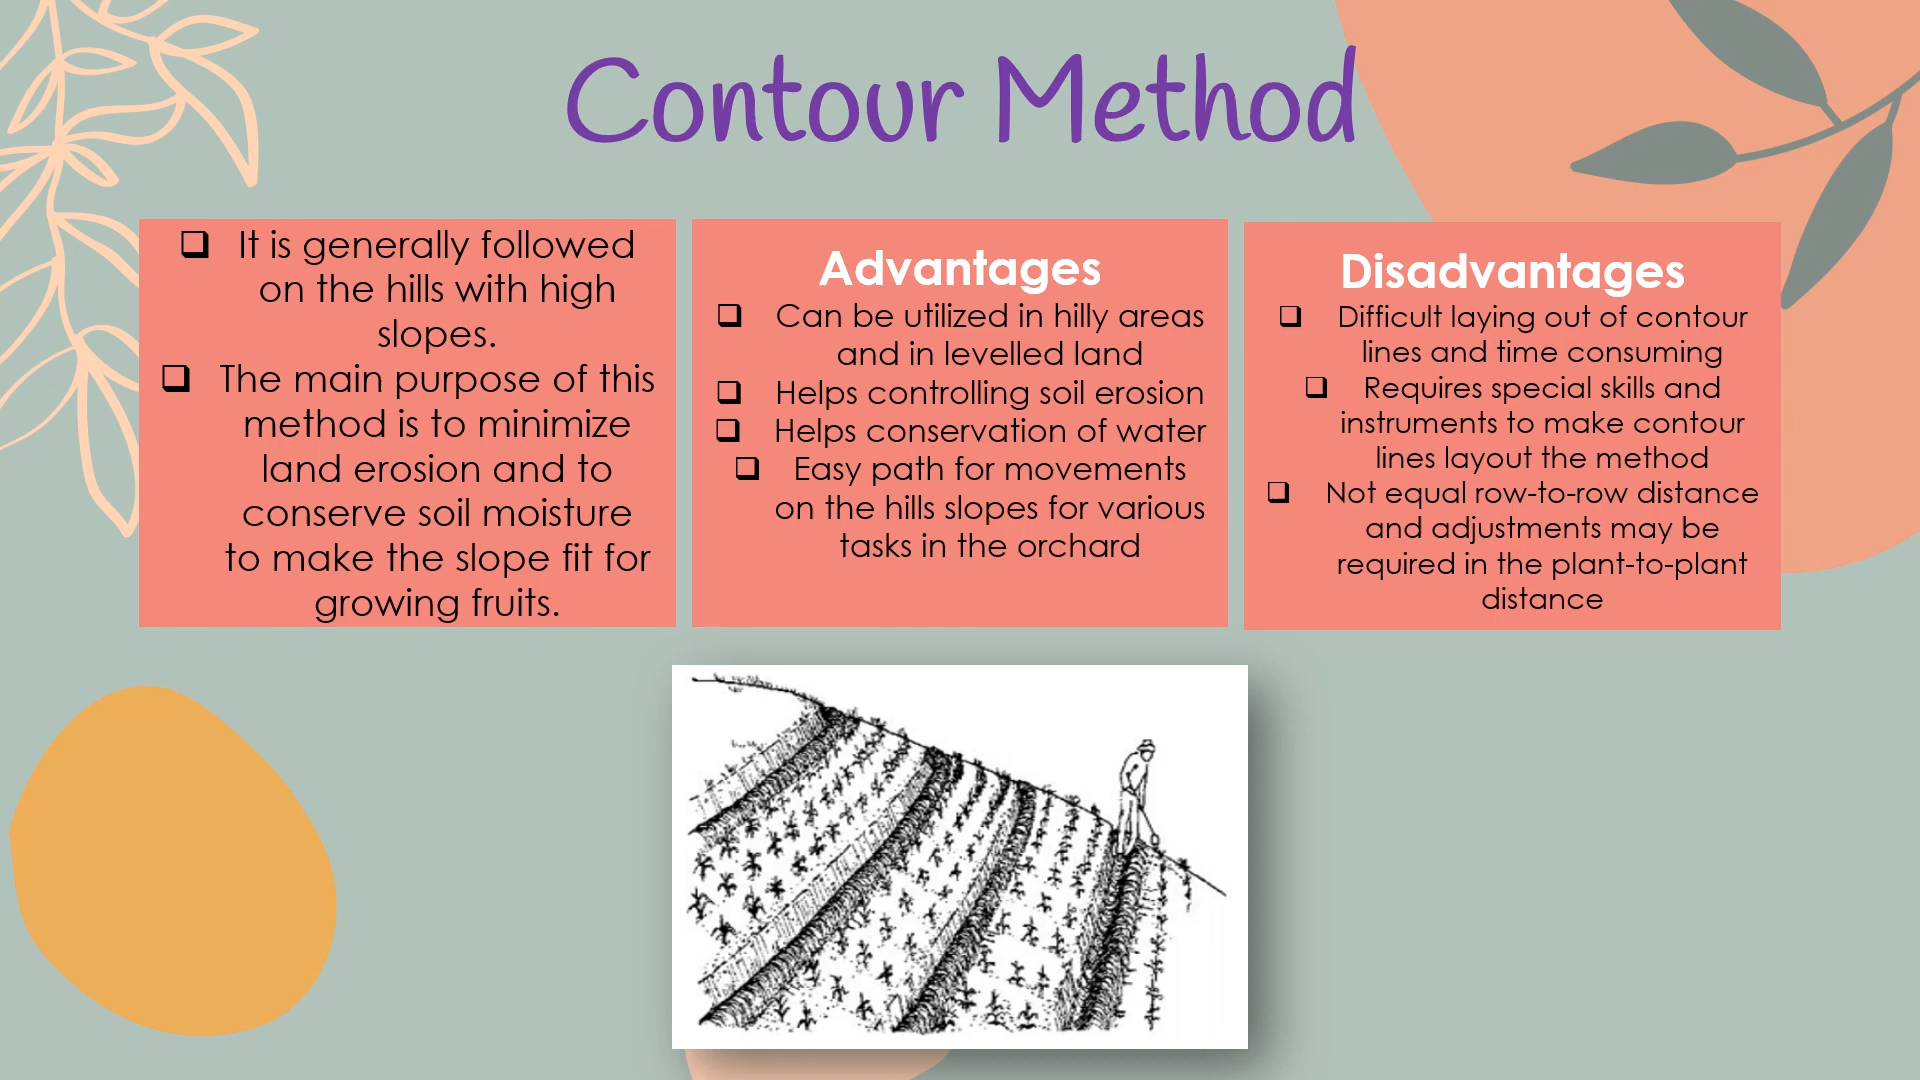 Contour Method
❑ It is generally followed
on the hills with high
slopes.
❑ The main purpose of this
method is to minimize
land erosion and to
conserve soil moisture
to make the slope fit for
growing fruits.
Advantages
❑ Can be utilized in hilly areas
and in levelled land
❑ Helps controlling soil erosion
❑ Helps conservation of water
❑ Easy path for movements
on the hills slopes for various
tasks in the orchard
Disadvantages
❑ Difficult laying out of contour
lines and time consuming
❑ Requires special skills and
instruments to make contour
lines layout the method
❑ Not equal row-to-row distance
and adjustments may be
required in the plant-to-plant
distance